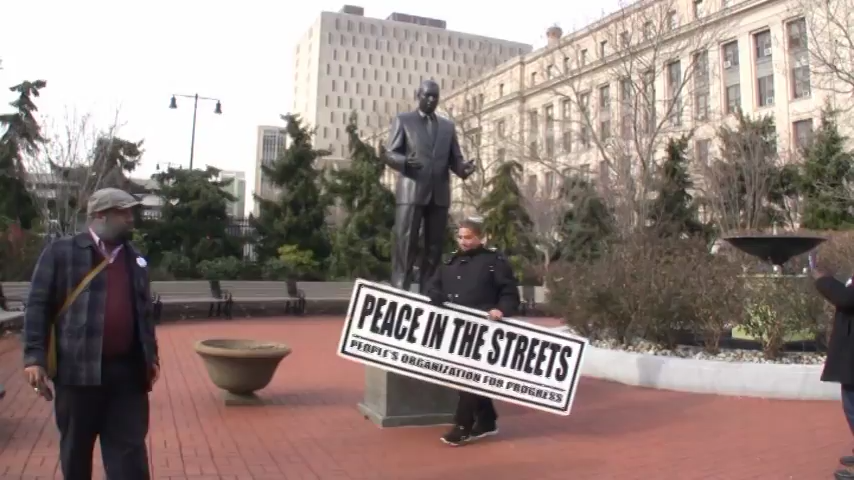 PEACE IN THE STREETS
PEOPLE'S ORGANIZATION FOR PROGRESS